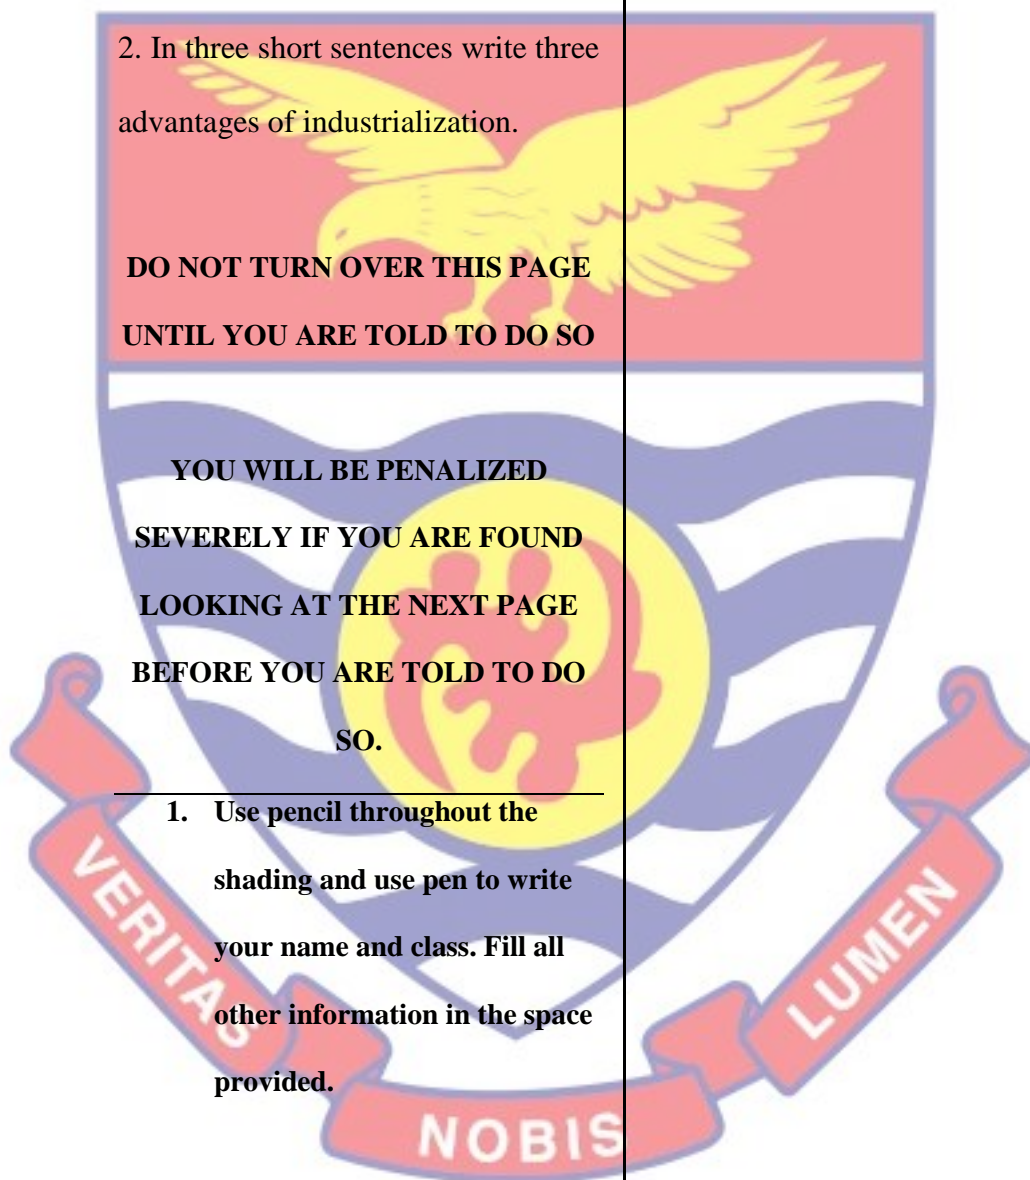 2. In three short sentences write three
advantages of industrialization.
DO NOT TURN OVER THIS PAGE
UNTIL YOU ARE TOLD TO DO SO
YOU WILL BE PENALIZED
SEVERELY IF YOU ARE FOUND
LOOKING AT THE NEXT PAGE
BEFORE YOU ARE TOLD TO DO
SO.
1. Use pencil throughout the
shading and use pen to write
your name and class. Fill all
other information in the space
provided.
VERITAS
NOBIS
LUMEN